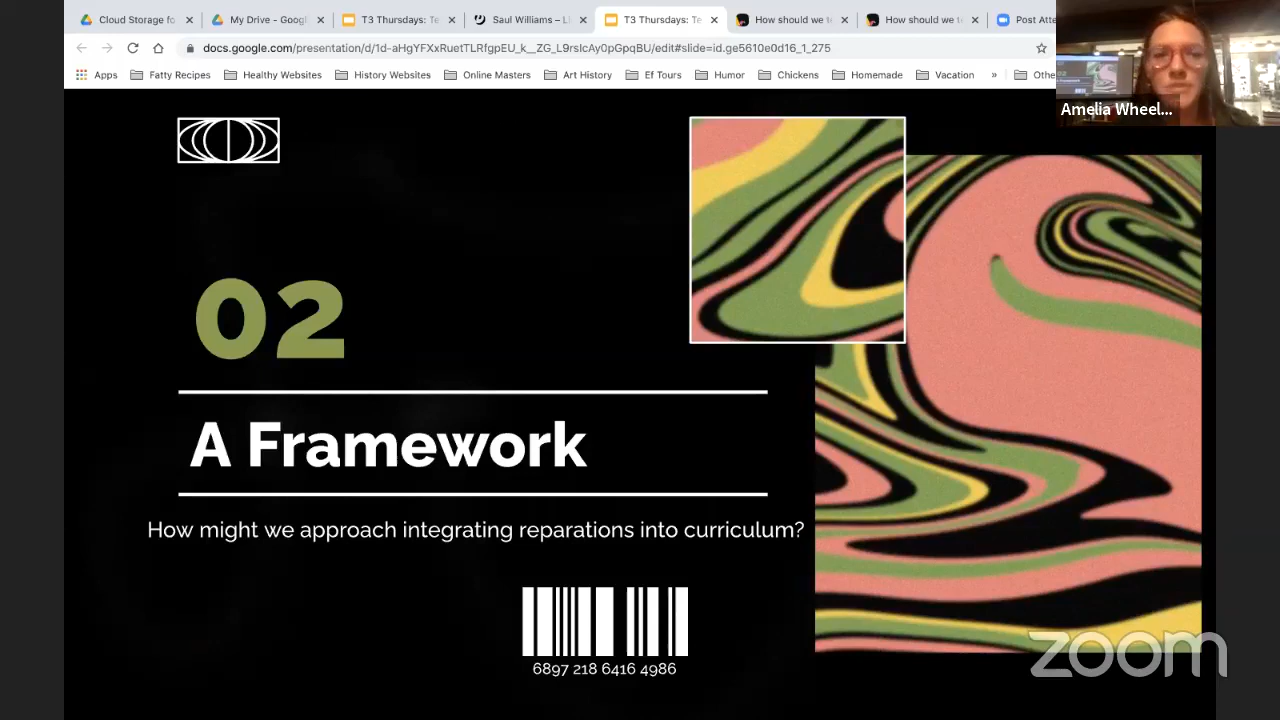 Cloud Storage fo
My Drive - Googl
T3 Thursdays: Te
Saul Williams – Li
T3 Thursdays: Te
How should we t
How should we t
Post Atte
docs.google.com/presentation/d/1d-aHgYFXxRuetTLRfgpEU_k__ZG_L9rsIcAy0pGpqBU/edit#slide=id.ge5610e0d16_1_275
Apps
Fatty Recipes
Healthy Websites
History Websites
Online Masters
Art History
Ef Tours
Humor
Chickens
Homemade
Vacation
»
Othe
Amelia Wheel...
02
A Framework
How might we approach integrating reparations into curriculum?
6897 218 6416 4986
zoom